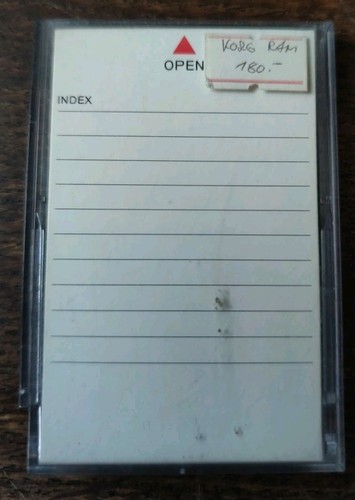 OPEN
KORG RAM
180.-
INDEX